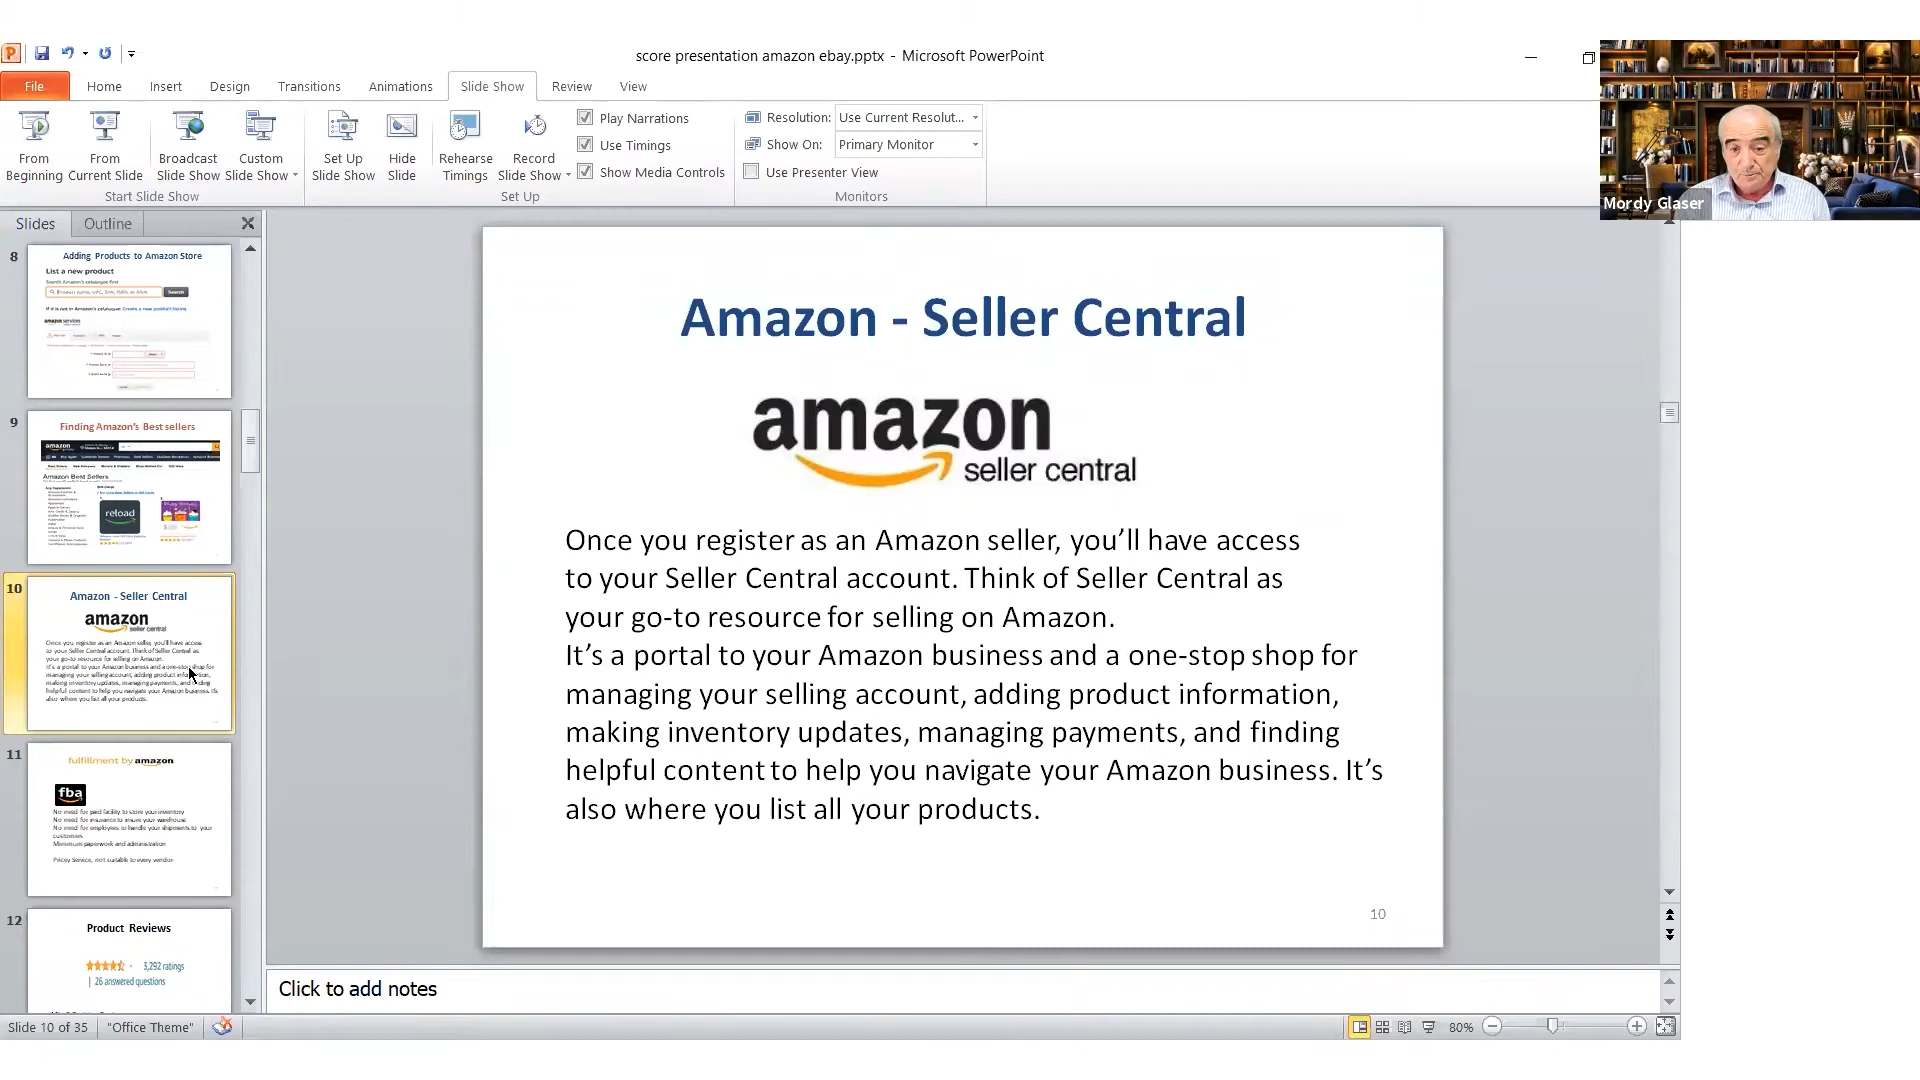 score presentation amazon ebay.pptx - Microsoft PowerPoint
File Home Insert Design Transitions Animations Slide Show Review View
From Beginning
From Current Slide
Broadcast Slide Show
Custom Slide Show
Start Slide Show
Set Up Slide Show
Hide Slide
Rehearse Timings
Record Slide Show
Play Narrations
Use Timings
Show Media Controls
Set Up
Resolution: Use Current Resolut...
Show On: Primary Monitor
Use Presenter View
Monitors
Mordy Glaser
Slides Outline
8
Adding Products to Amazon Store
List a new product
Search Amazon's catalogue first
Search
If it is not in Amazon's catalogue: Create a new product listing
amazon services
9
Finding Amazon's Best sellers
amazon
Amazon Best Sellers
reload
10
Amazon - Seller Central
amazon
seller central
Once you register as an Amazon seller, you'll have access
to your Seller Central account. Think of Seller Central as
your go-to resource for selling on Amazon.
It's a portal to your Amazon business and a one-stop shop for
managing your selling account, adding product information,
making inventory updates, managing payments, and finding
helpful content to help you navigate your Amazon business. It's
also where you list all your products.
11
fulfillment by amazon
fba
No need for paid facility to store your inventory
No need for insurance to insure your warehouse
No need for employees to handle your shipments to your
customers
Minimum paperwork and administration
Pricey Service, not suitable to every vendor
12
Product Reviews
3,292 ratings
| 26 answered questions
Amazon - Seller Central
amazon
seller central
Once you register as an Amazon seller, you'll have access
to your Seller Central account. Think of Seller Central as
your go-to resource for selling on Amazon.
It's a portal to your Amazon business and a one-stop shop for
managing your selling account, adding product information,
making inventory updates, managing payments, and finding
helpful content to help you navigate your Amazon business. It's
also where you list all your products.
10
Click to add notes
Slide 10 of 35 "Office Theme" 80%